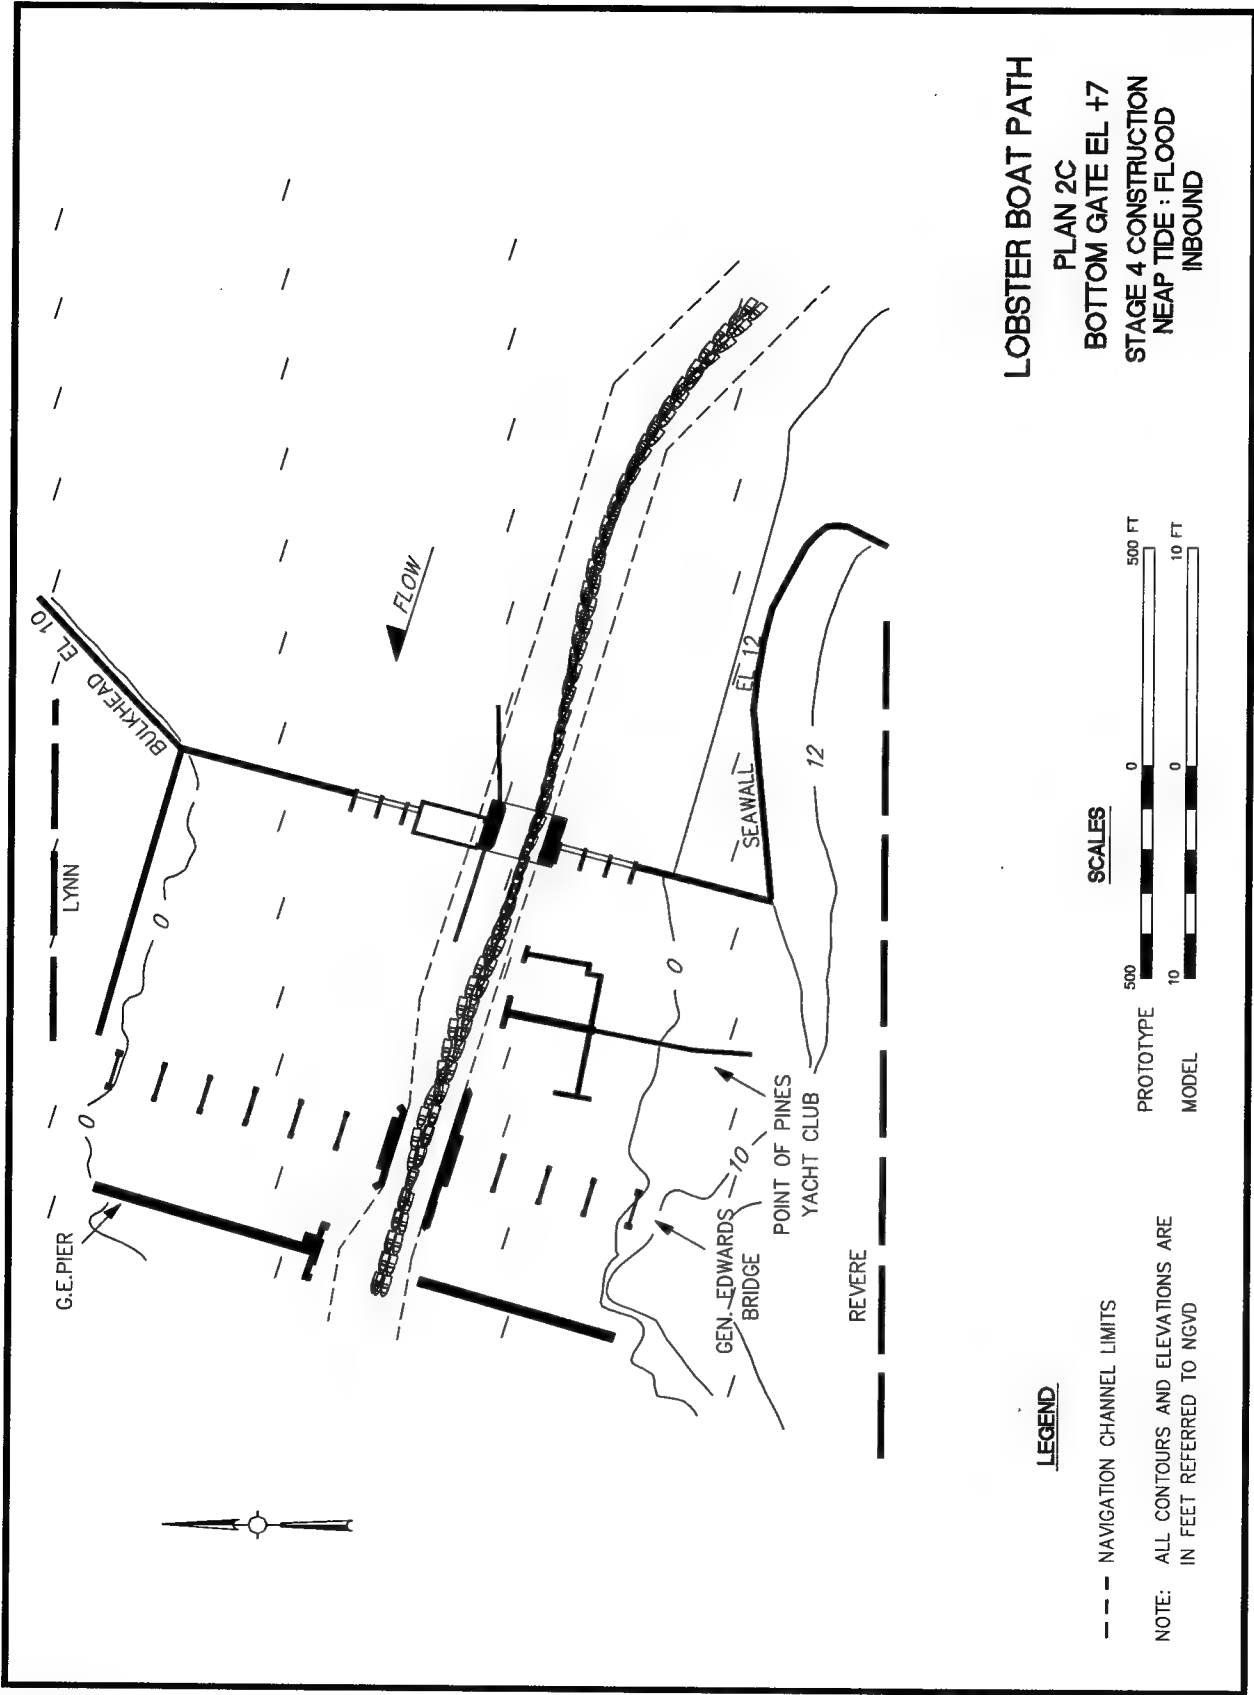 LYNN
BULKHEAD EL 10
FLOW
G.E.PIER
0
0
0
SEAWALL EL 12
12
10
POINT OF PINES
YACHT CLUB
GEN. EDWARDS
BRIDGE
REVERE
LEGEND
--- NAVIGATION CHANNEL LIMITS
NOTE: ALL CONTOURS AND ELEVATIONS ARE
IN FEET REFERRED TO NGVD
SCALES
PROTOTYPE 500 0 500 FT
MODEL 10 0 10 FT
LOBSTER BOAT PATH
PLAN 2C
BOTTOM GATE EL +7
STAGE 4 CONSTRUCTION
NEAP TIDE : FLOOD
INBOUND